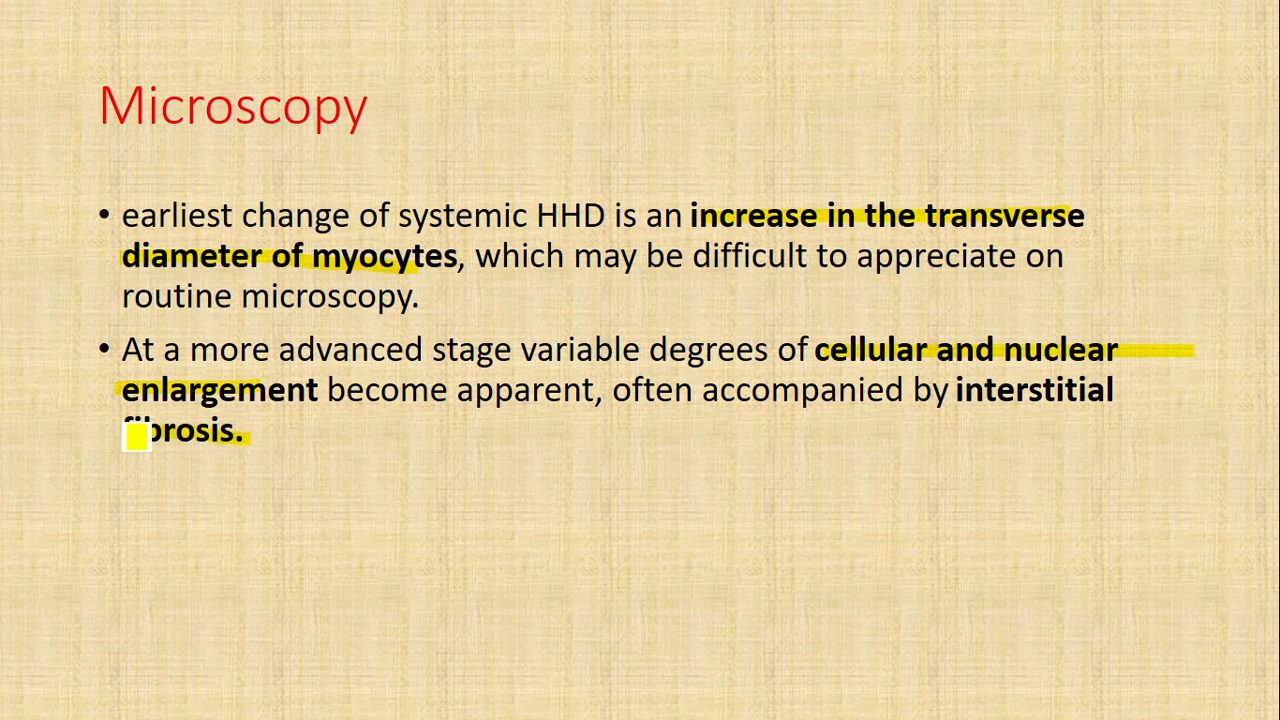 Microscopy
• earliest change of systemic HHD is an increase in the transverse
diameter of myocytes, which may be difficult to appreciate on
routine microscopy.
• At a more advanced stage variable degrees of cellular and nuclear
enlargement become apparent, often accompanied by interstitial
fibrosis.